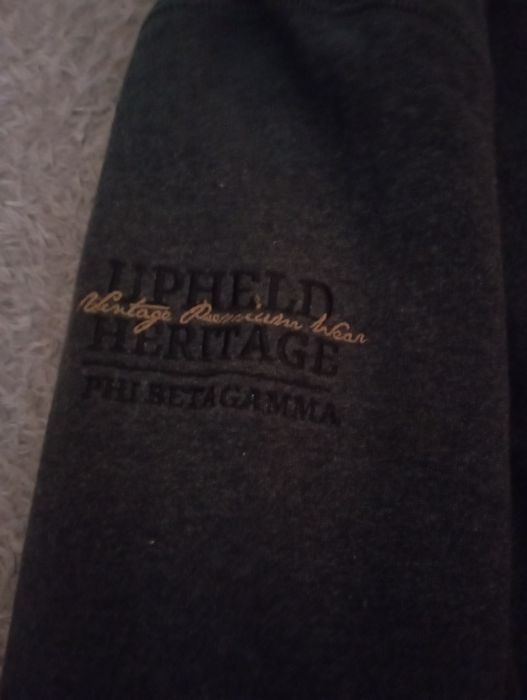 UPHELD
Vintage Premium Wear
HERITAGE
PHI BETA GAMMA